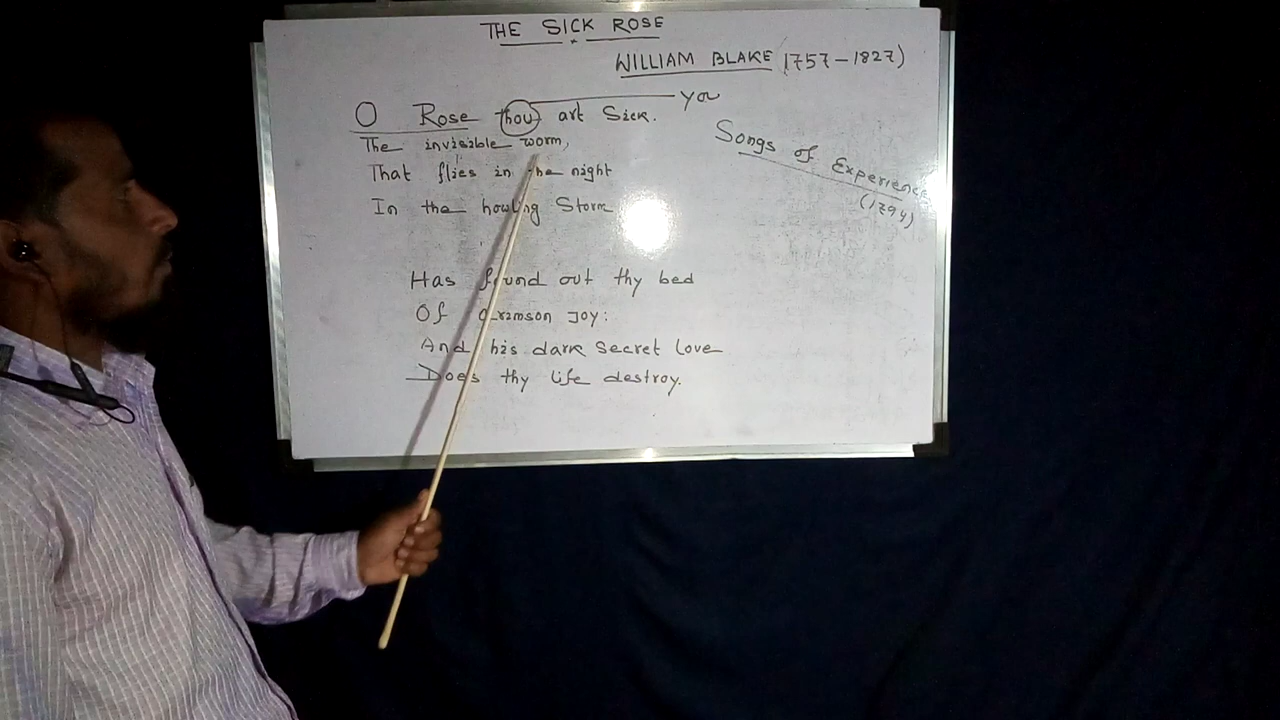 THE SICK ROSE
WILLIAM BLAKE (1757-1827)
you
O Rose thou art Sick.
The invisible worm,
That flies in the night
In the howling Storm
Songs of Experience
(1794)
Has found out thy bed
Of crimson Joy:
And his dark Secret love
Does thy life destroy.